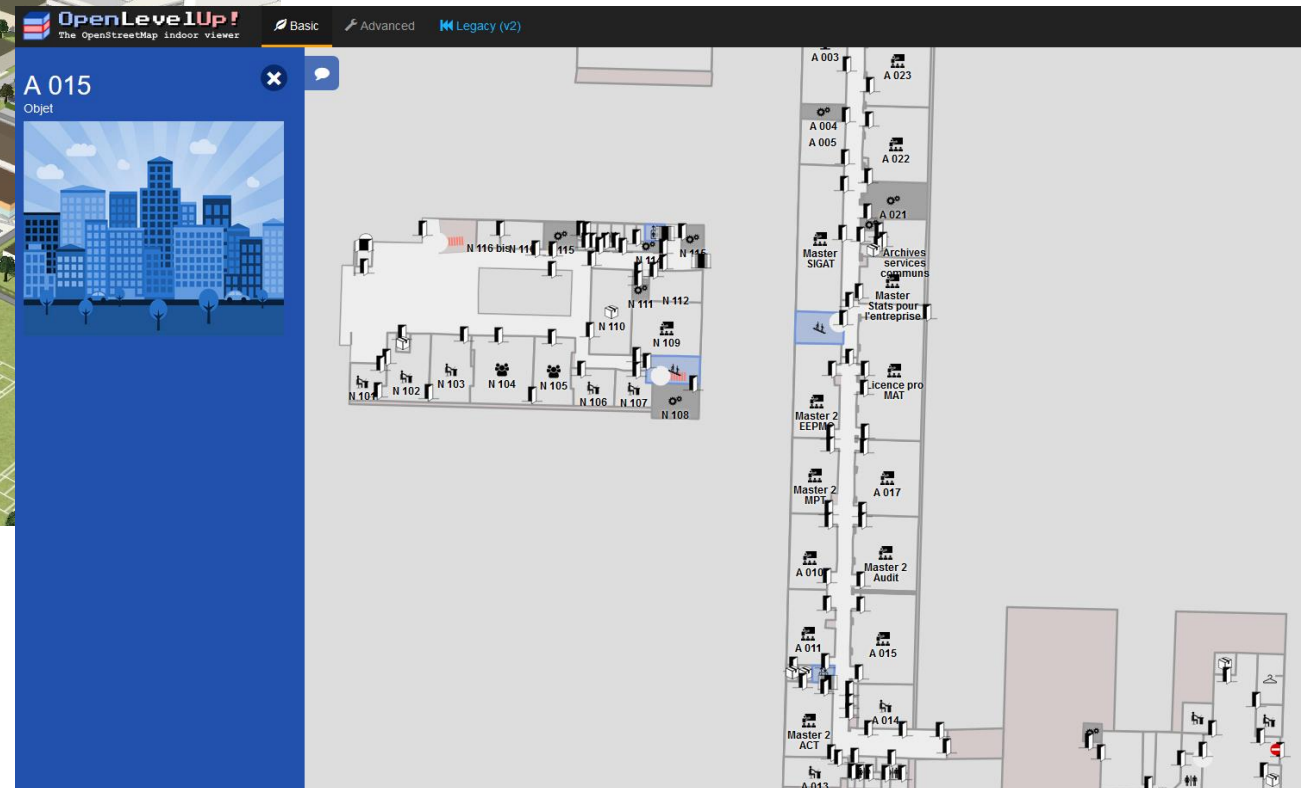 OpenLevelUp!
The OpenStreetMap indoor viewer
Basic
Advanced
Legacy (v2)
A 015
Objet
A 003
A 023
A 004
A 005
A 022
A 021
Master
SIGAT
Archives
services
communs
Master
Stats pour
l'entreprise
N 116 bis
N 112
N 111
N 110
N 109
N 101
N 102
N 103
N 104
N 105
N 106
N 107
N 108
Licence pro
MAT
Master 2
Master 2
MPT
A 017
A 010
Master 2
Audit
A 011
A 015
A 014
Master 2
ACT
A 013